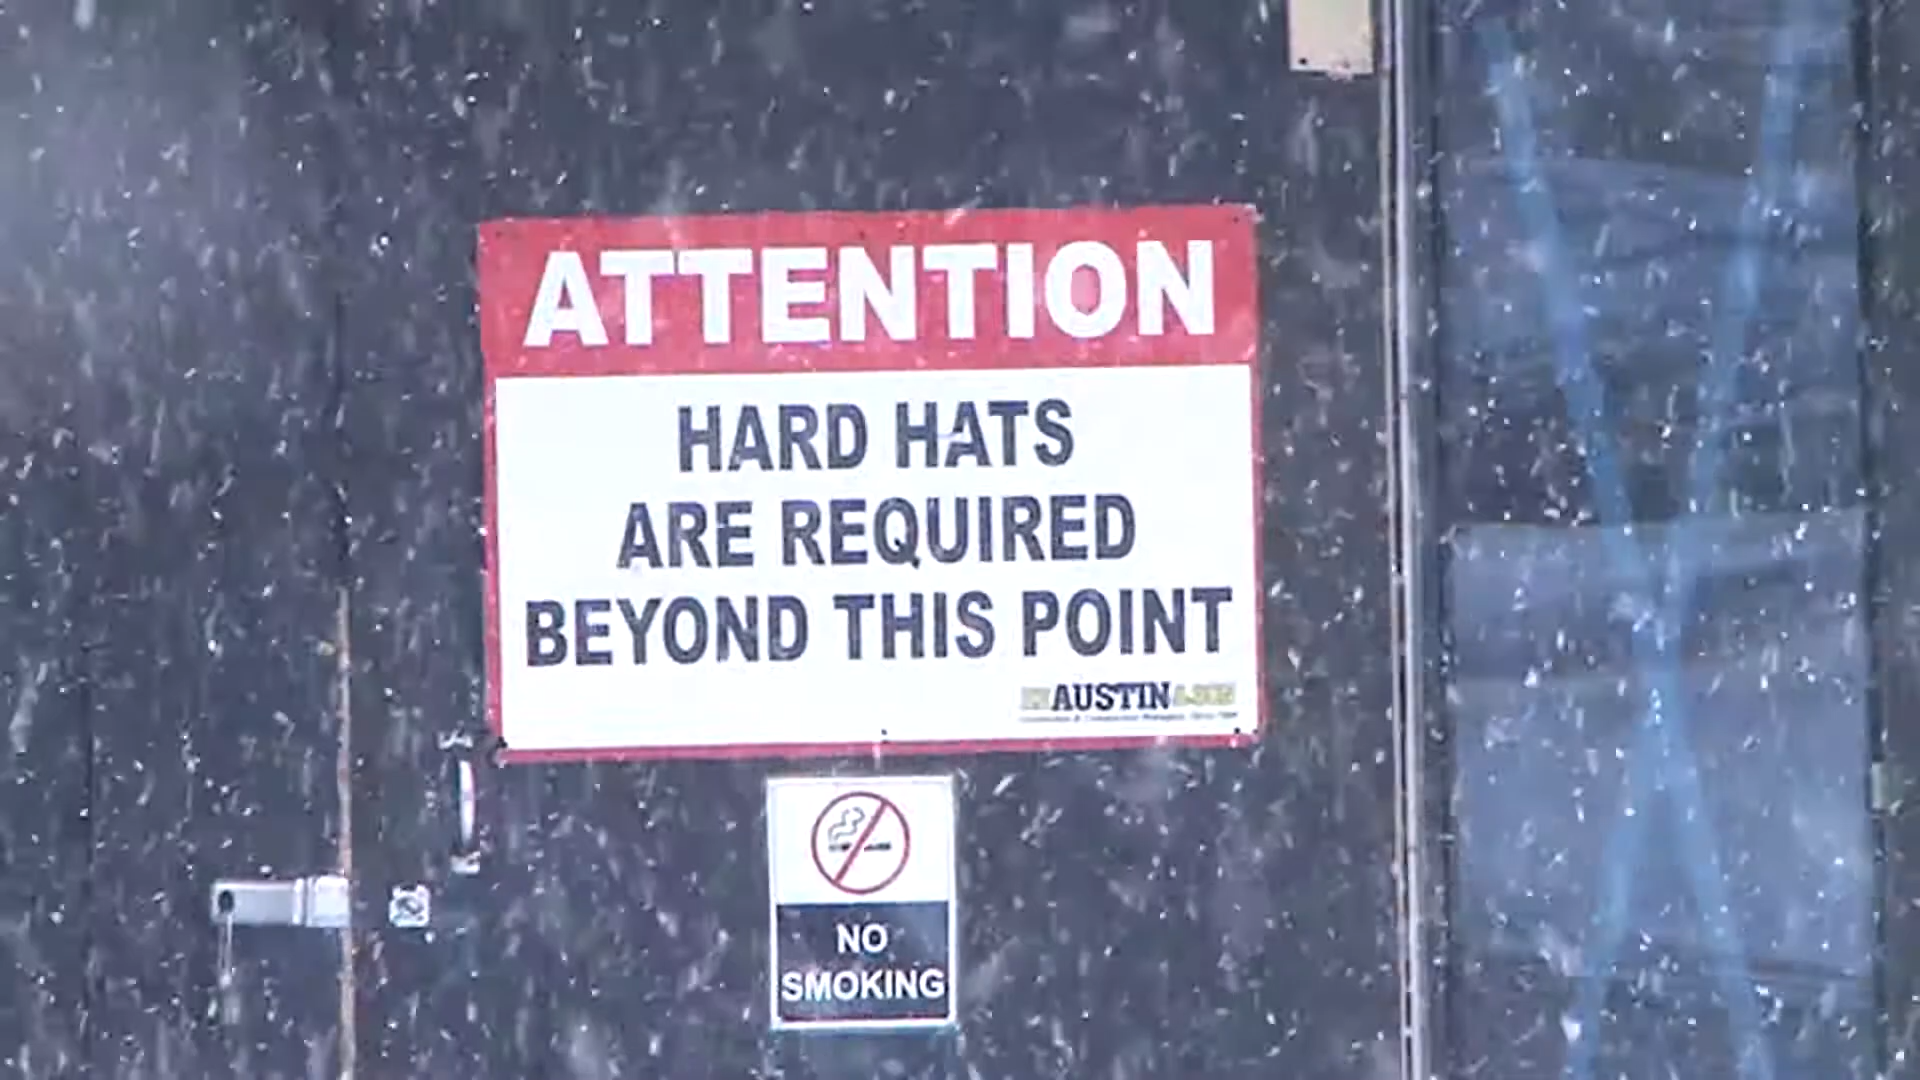 ATTENTION
HARD HATS
ARE REQUIRED
BEYOND THIS POINT
AUSTIN
NO
SMOKING